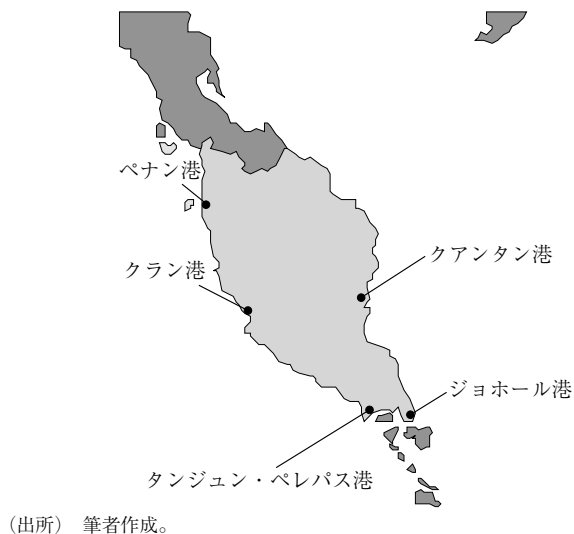 ペナン港
クアンタン港
クラン港
ジョホール港
タンジュン・ペレパス港
（出所）　筆者作成。